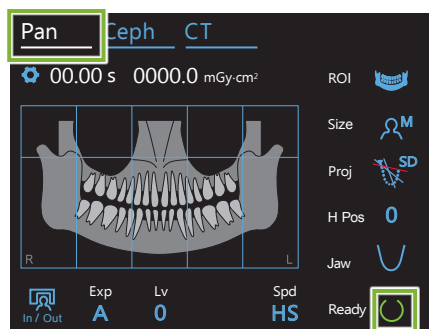 Pan Ceph CT
00.00 s 0000.0 mGy·cm²
ROI
Size M
Proj SD
H Pos 0
R L
Jaw
In / Out
Exp Lv Spd
A 0 HS
Ready